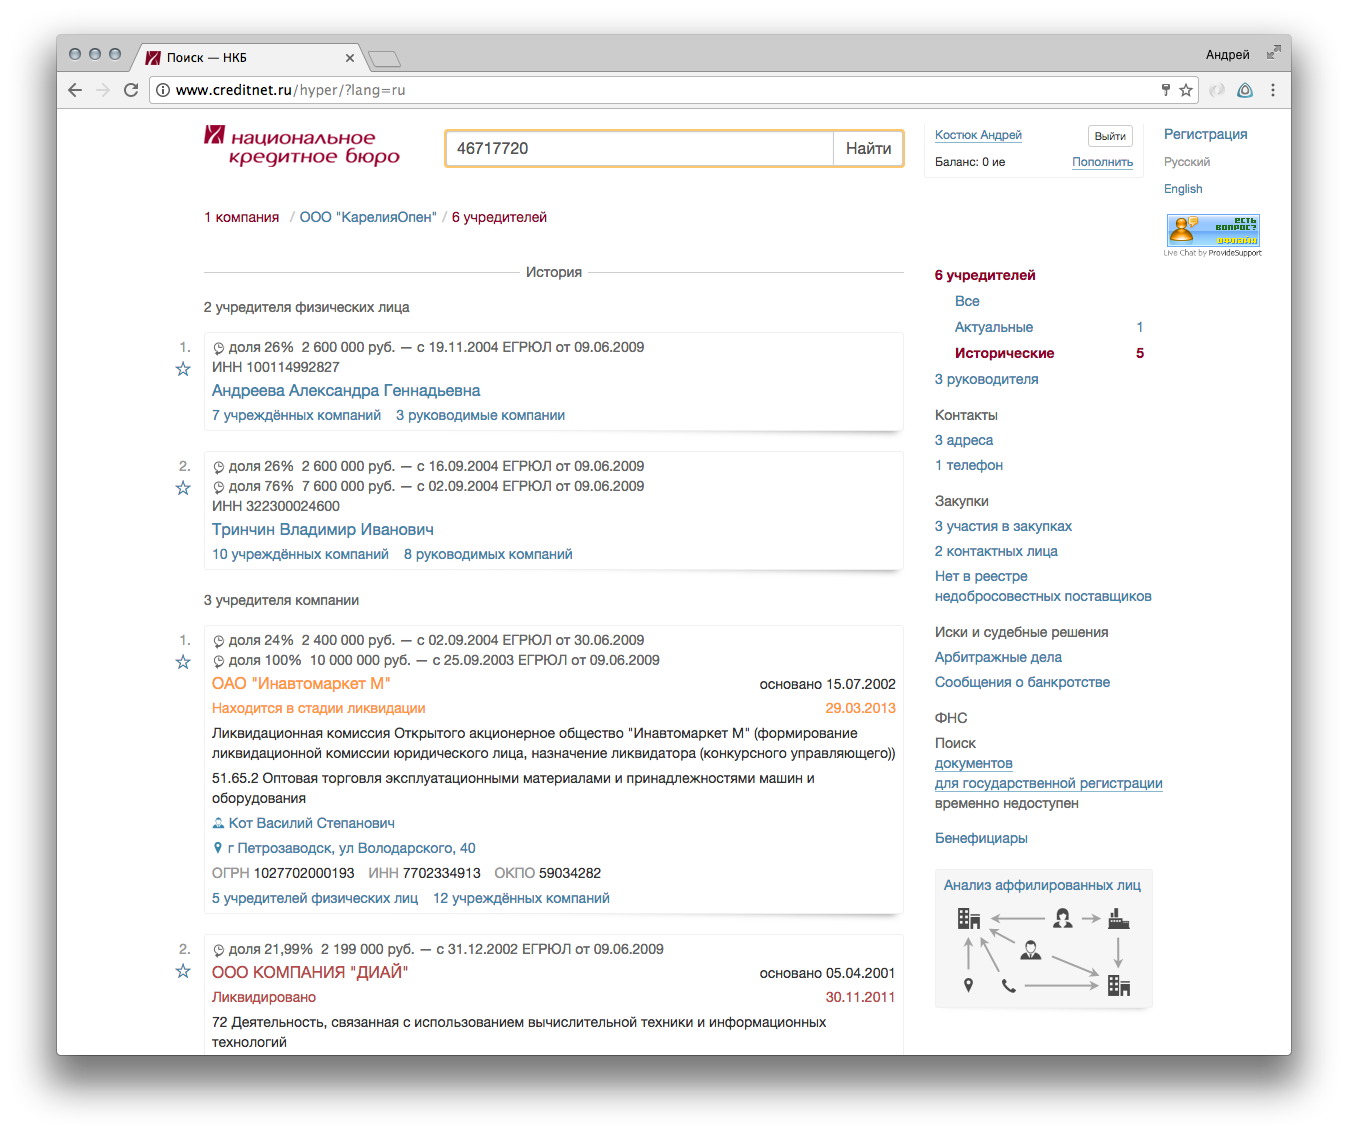 Поиск — НКБ
Андрей
www.creditnet.ru/hyper/?lang=ru
национальное
кредитное бюро
46717720
Найти
Костюк Андрей
Выйти
Баланс: 0 ие
Пополнить
Регистрация
Русский
English
есть
вопрос?
оффлайн
Live Chat by ProvideSupport
1 компания / ООО "КарелияОпен" / 6 учредителей
История
2 учредителя физических лица
1.
доля 26% 2 600 000 руб. — с 19.11.2004 ЕГРЮЛ от 09.06.2009
ИНН 100114992827
Андреева Александра Геннадьевна
7 учреждённых компаний 3 руководимые компании
2.
доля 26% 2 600 000 руб. — с 16.09.2004 ЕГРЮЛ от 09.06.2009
доля 76% 7 600 000 руб. — с 02.09.2004 ЕГРЮЛ от 09.06.2009
ИНН 322300024600
Тринчин Владимир Иванович
10 учреждённых компаний 8 руководимых компаний
3 учредителя компании
1.
доля 24% 2 400 000 руб. — с 02.09.2004 ЕГРЮЛ от 30.06.2009
доля 100% 10 000 000 руб. — с 25.09.2003 ЕГРЮЛ от 09.06.2009
ОАО "Инавтомаркет М"
основано 15.07.2002
Находится в стадии ликвидации
29.03.2013
Ликвидационная комиссия Открытого акционерное общество "Инавтомаркет М" (формирование
ликвидационной комиссии юридического лица, назначение ликвидатора (конкурсного управляющего))
51.65.2 Оптовая торговля эксплуатационными материалами и принадлежностями машин и
оборудования
Кот Василий Степанович
г Петрозаводск, ул Володарского, 40
ОГРН 1027702000193 ИНН 7702334913 ОКПО 59034282
5 учредителей физических лиц 12 учреждённых компаний
2.
доля 21,99% 2 199 000 руб. — с 31.12.2002 ЕГРЮЛ от 09.06.2009
ООО КОМПАНИЯ "ДИАЙ"
основано 05.04.2001
Ликвидировано
30.11.2011
72 Деятельность, связанная с использованием вычислительной техники и информационных
технологий
6 учредителей
Все
Актуальные 1
Исторические 5
3 руководителя
Контакты
3 адреса
1 телефон
Закупки
3 участия в закупках
2 контактных лица
Нет в реестре
недобросовестных поставщиков
Иски и судебные решения
Арбитражные дела
Сообщения о банкротстве
ФНС
Поиск
документов
для государственной регистрации
временно недоступен
Бенефициары
Анализ аффилированных лиц